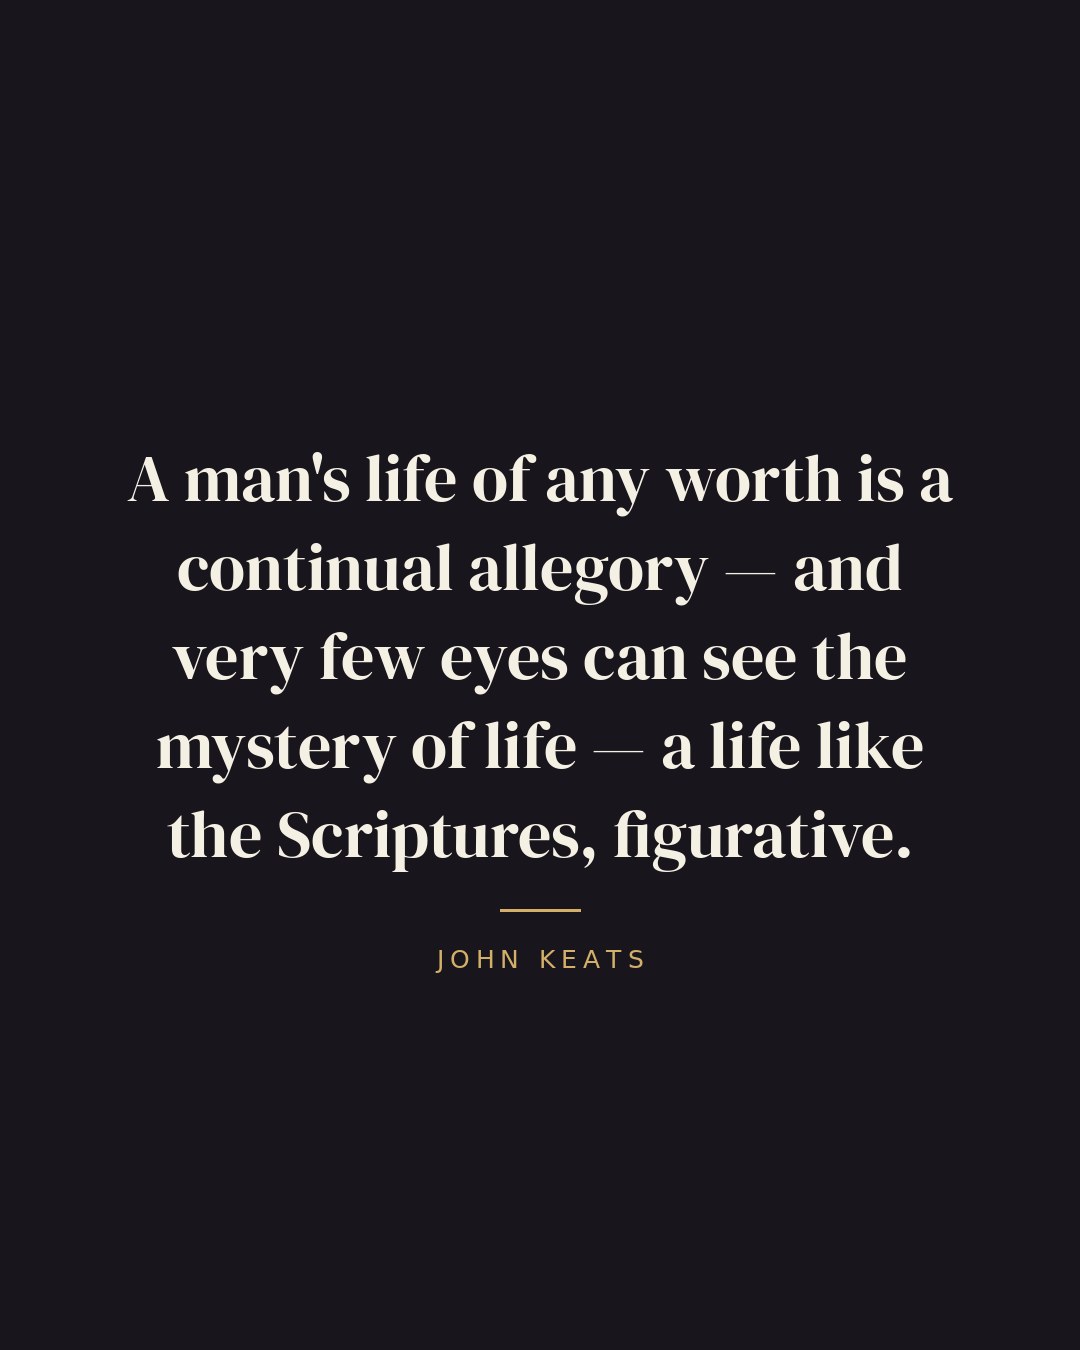 A man's life of any worth is a
continual allegory — and
very few eyes can see the
mystery of life — a life like
the Scriptures, figurative.
JOHN KEATS